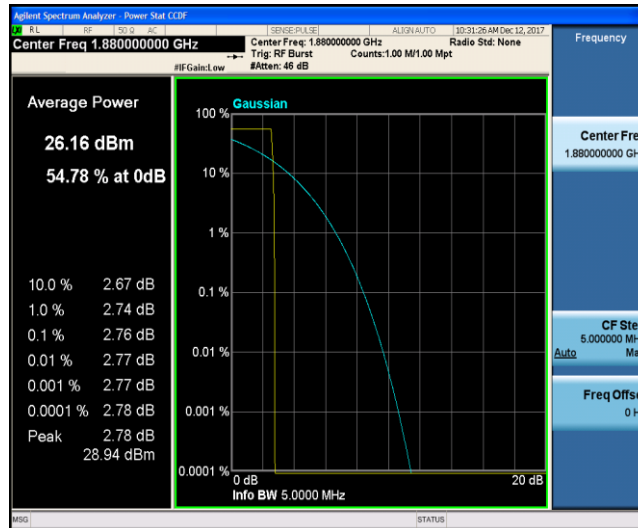 Agilent Spectrum Analyzer - Power Stat CCDF
RL RF 50 Ω AC SENSE:PULSE ALIGN AUTO 10:31:26 AM Dec 12, 2017
Center Freq 1.880000000 GHz
Center Freq: 1.880000000 GHz Radio Std: None
Trig: RF Burst Counts:1.00 M/1.00 Mpt
#IFGain:Low #Atten: 46 dB
Frequency
Average Power
26.16 dBm
54.78 % at 0dB
10.0 % 2.67 dB
1.0 % 2.74 dB
0.1 % 2.76 dB
0.01 % 2.77 dB
0.001 % 2.77 dB
0.0001 % 2.78 dB
Peak 2.78 dB
28.94 dBm
Gaussian
100 %
10 %
1 %
0.1 %
0.01 %
0.001 %
0.0001 %
0 dB 20 dB
Info BW 5.0000 MHz
Center Fre
1.880000000 GH
CF Ste
5.000000 MH
Auto Ma
Freq Offs
0 H
MSG STATUS